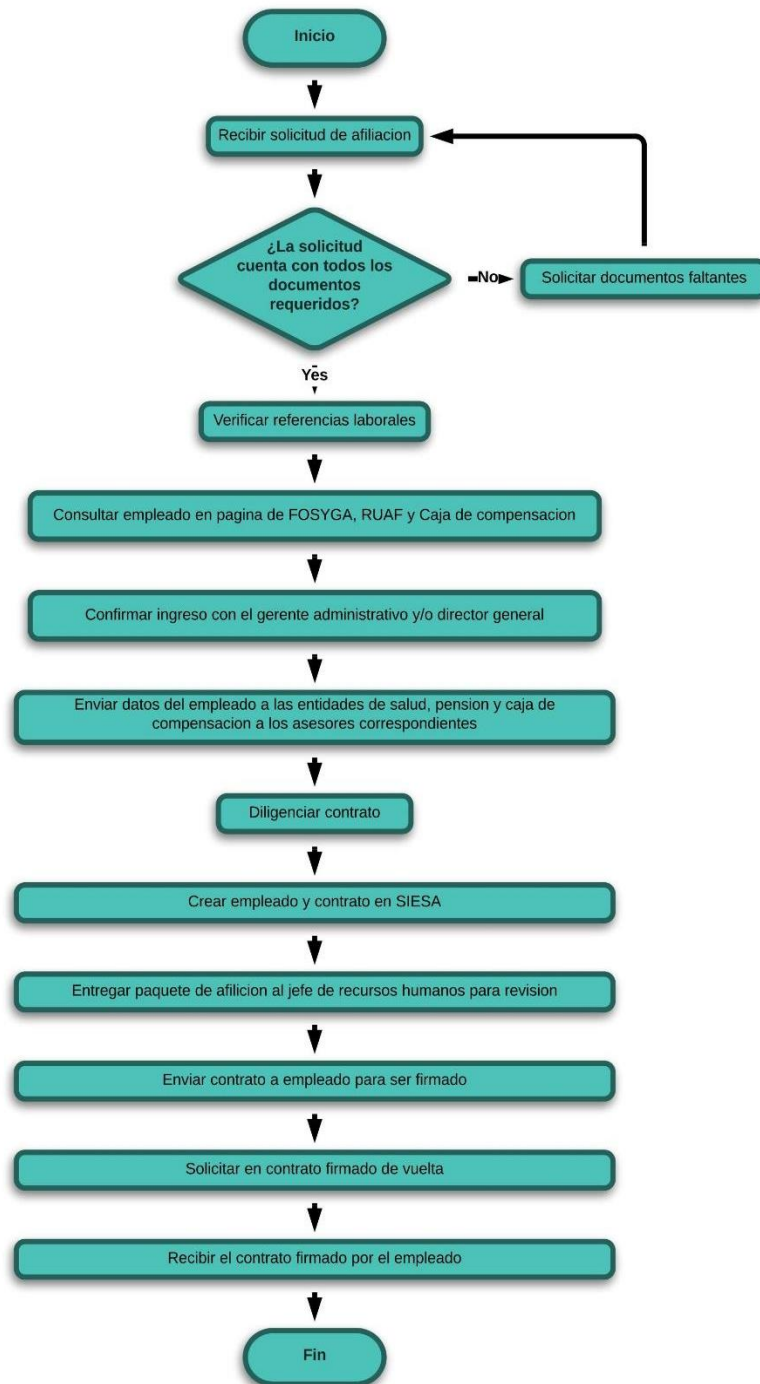 Inicio
Recibir solicitud de afiliacion
¿La solicitud
cuenta con todos los
documentos
requeridos?
No
Solicitar documentos faltantes
Yes
Verificar referencias laborales
Consultar empleado en pagina de FOSYGA, RUAF y Caja de compensacion
Confirmar ingreso con el gerente administrativo y/o director general
Enviar datos del empleado a las entidades de salud, pension y caja de
compensacion a los asesores correspondientes
Diligenciar contrato
Crear empleado y contrato en SIESA
Entregar paquete de afilicion al jefe de recursos humanos para revision
Enviar contrato a empleado para ser firmado
Solicitar en contrato firmado de vuelta
Recibir el contrato firmado por el empleado
Fin